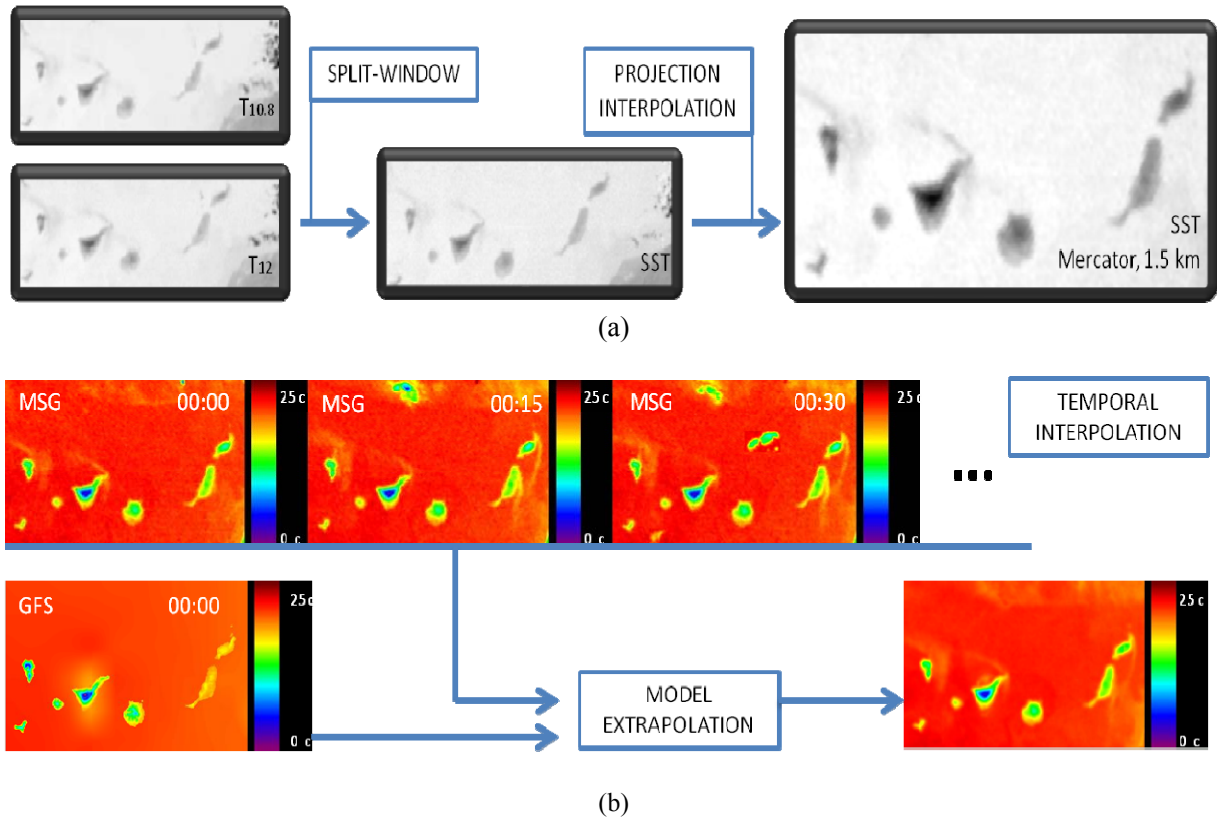 T10.8
SPLIT-WINDOW
PROJECTION
INTERPOLATION
T12
SST
SST
Mercator, 1.5 km
(a)
MSG 00:00
25 c
0 c
MSG 00:15
25 c
0 c
MSG 00:30
25 c
0 c
...
TEMPORAL
INTERPOLATION
GFS 00:00
25 c
0 c
MODEL
EXTRAPOLATION
25 c
0 c
(b)